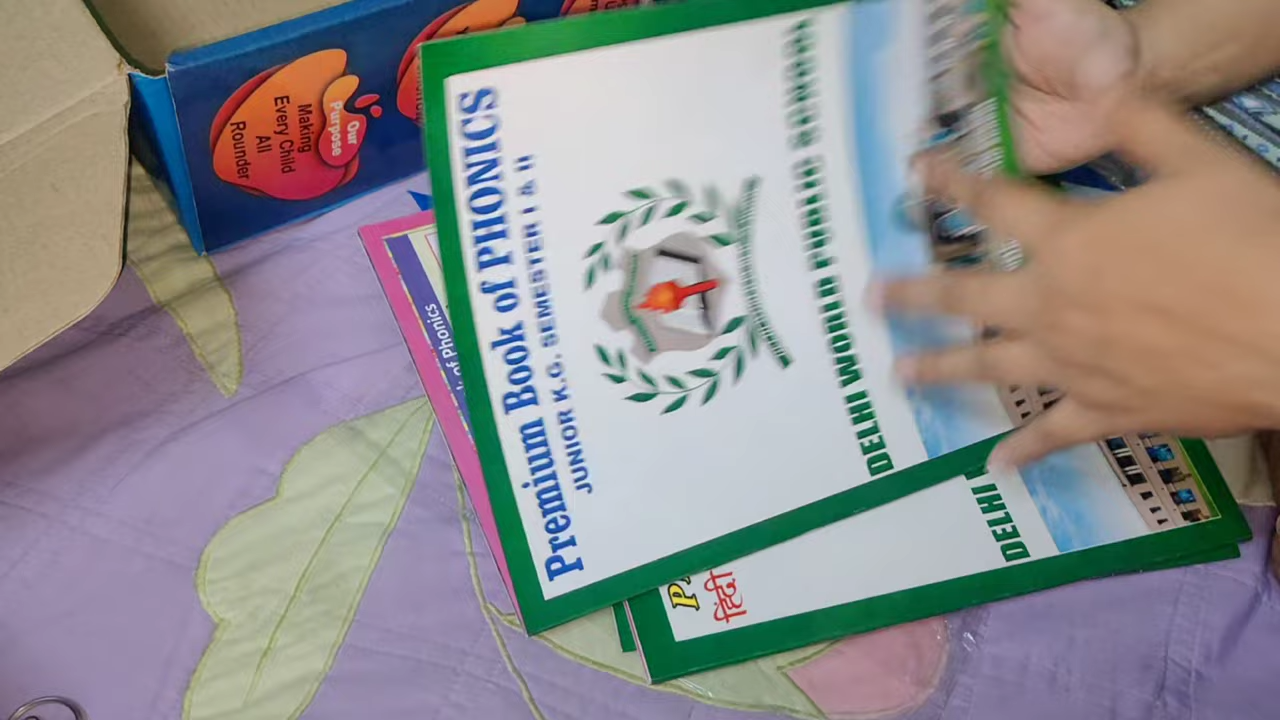 Our
Purpose
Making
Every Child
All
Rounder
Premium Book of PHONICS
JUNIOR K.G. SEMESTER I & II
DELHI WORLD PUBLIC SCHOOL
of Phonics
हिंदी
DELHI